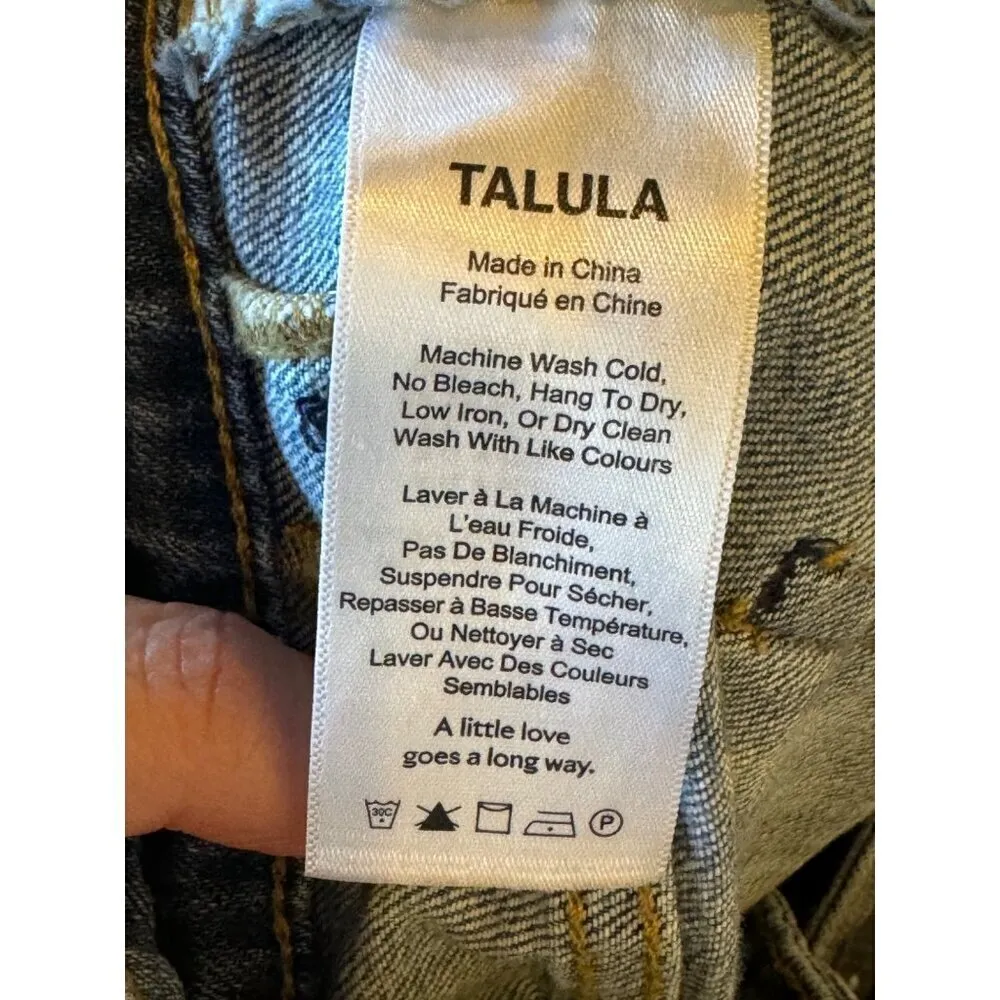 TALULA
Made in China
Fabriqué en Chine
Machine Wash Cold,
No Bleach, Hang To Dry,
Low Iron, Or Dry Clean
Wash With Like Colours
Laver à La Machine à
L'eau Froide,
Pas De Blanchiment,
Suspendre Pour Sécher,
Repasser à Basse Température,
Ou Nettoyer à Sec
Laver Avec Des Couleurs
Semblables
A little love
goes a long way.
30C P